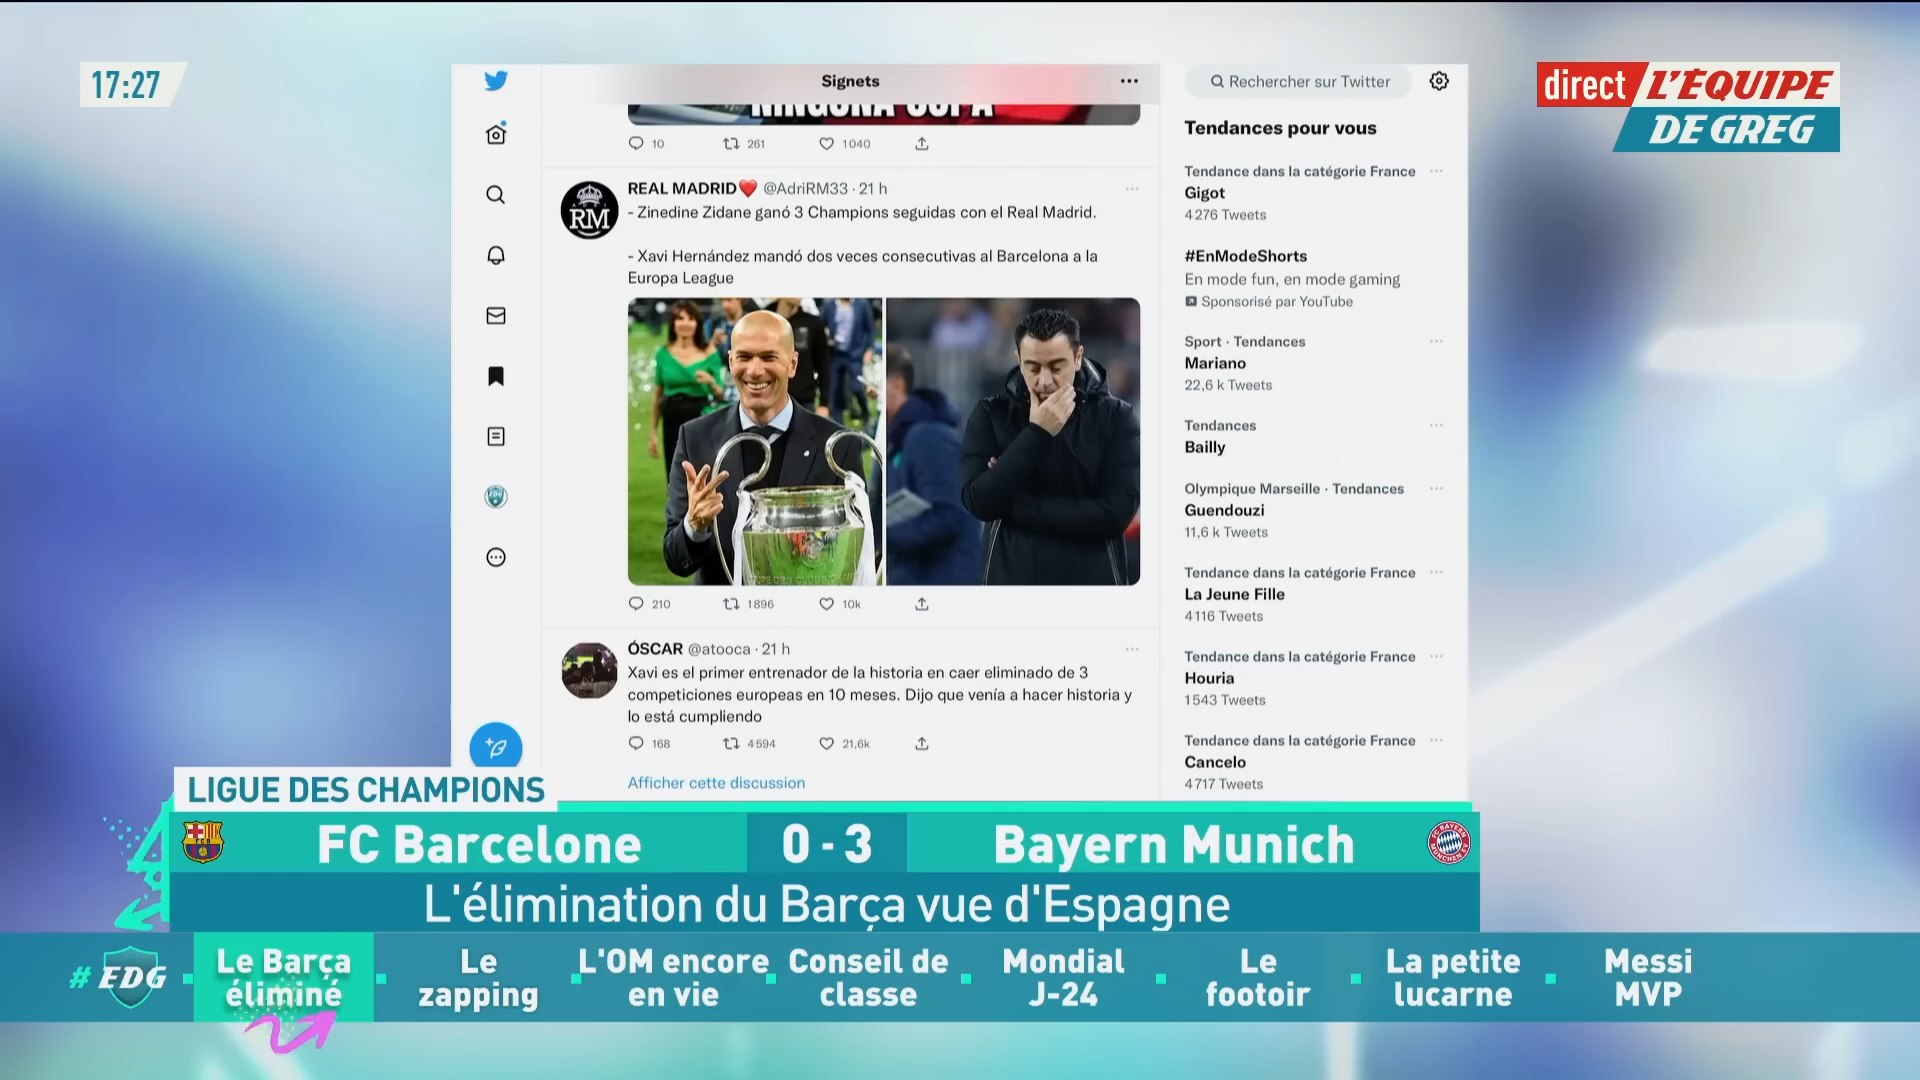 17:27
direct L'ÉQUIPE
DE GREG
Signets
Rechercher sur Twitter
NINGUNA COPA
10 261 1040
REAL MADRID❤️ @AdriRM33 · 21 h
- Zinedine Zidane ganó 3 Champions seguidas con el Real Madrid.
- Xavi Hernández mandó dos veces consecutivas al Barcelona a la
Europa League
RM
210 1896 10k
ÓSCAR @atooca · 21 h
Xavi es el primer entrenador de la historia en caer eliminado de 3
competiciones europeas en 10 meses. Dijo que venía a hacer historia y
lo está cumpliendo
168 4594 21,6k
Afficher cette discussion
Tendances pour vous
Tendance dans la catégorie France
Gigot
4276 Tweets
#EnModeShorts
En mode fun, en mode gaming
Sponsorisé par YouTube
Sport · Tendances
Mariano
22,6 k Tweets
Tendances
Bailly
Olympique Marseille · Tendances
Guendouzi
11,6 k Tweets
Tendance dans la catégorie France
La Jeune Fille
4116 Tweets
Tendance dans la catégorie France
Houria
1543 Tweets
Tendance dans la catégorie France
Cancelo
4717 Tweets
LIGUE DES CHAMPIONS
FC Barcelone 0 - 3 Bayern Munich
L'élimination du Barça vue d'Espagne
# EDG
Le Barça
éliminé
Le
zapping
L'OM encore
en vie
Conseil de
classe
Mondial
J-24
Le
footoir
La petite
lucarne
Messi
MVP